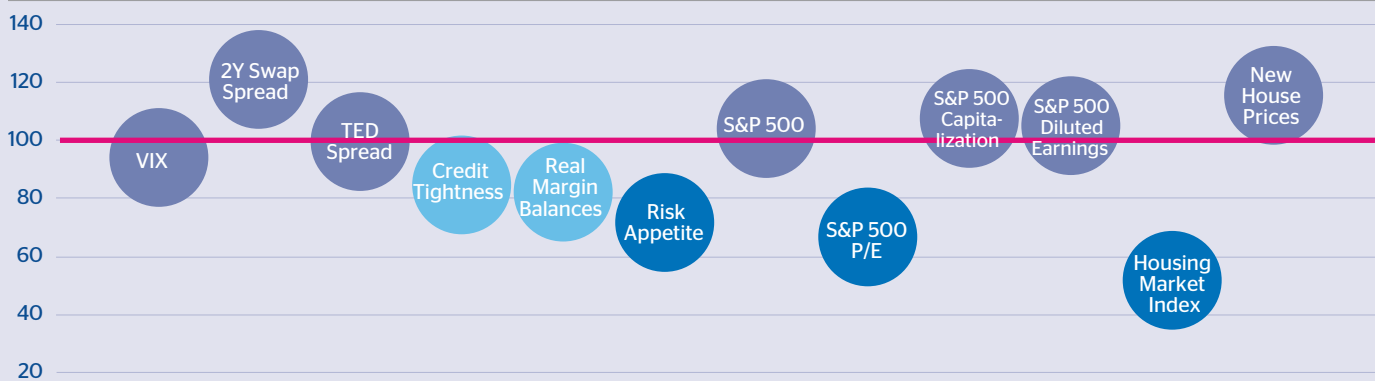 140
120
100
80
60
40
20
VIX
2Y Swap
Spread
TED
Spread
Credit
Tightness
Real
Margin
Balances
Risk
Appetite
S&P 500
S&P 500
P/E
S&P 500
Capita-
lization
S&P 500
Diluted
Earnings
Housing
Market
Index
New
House
Prices